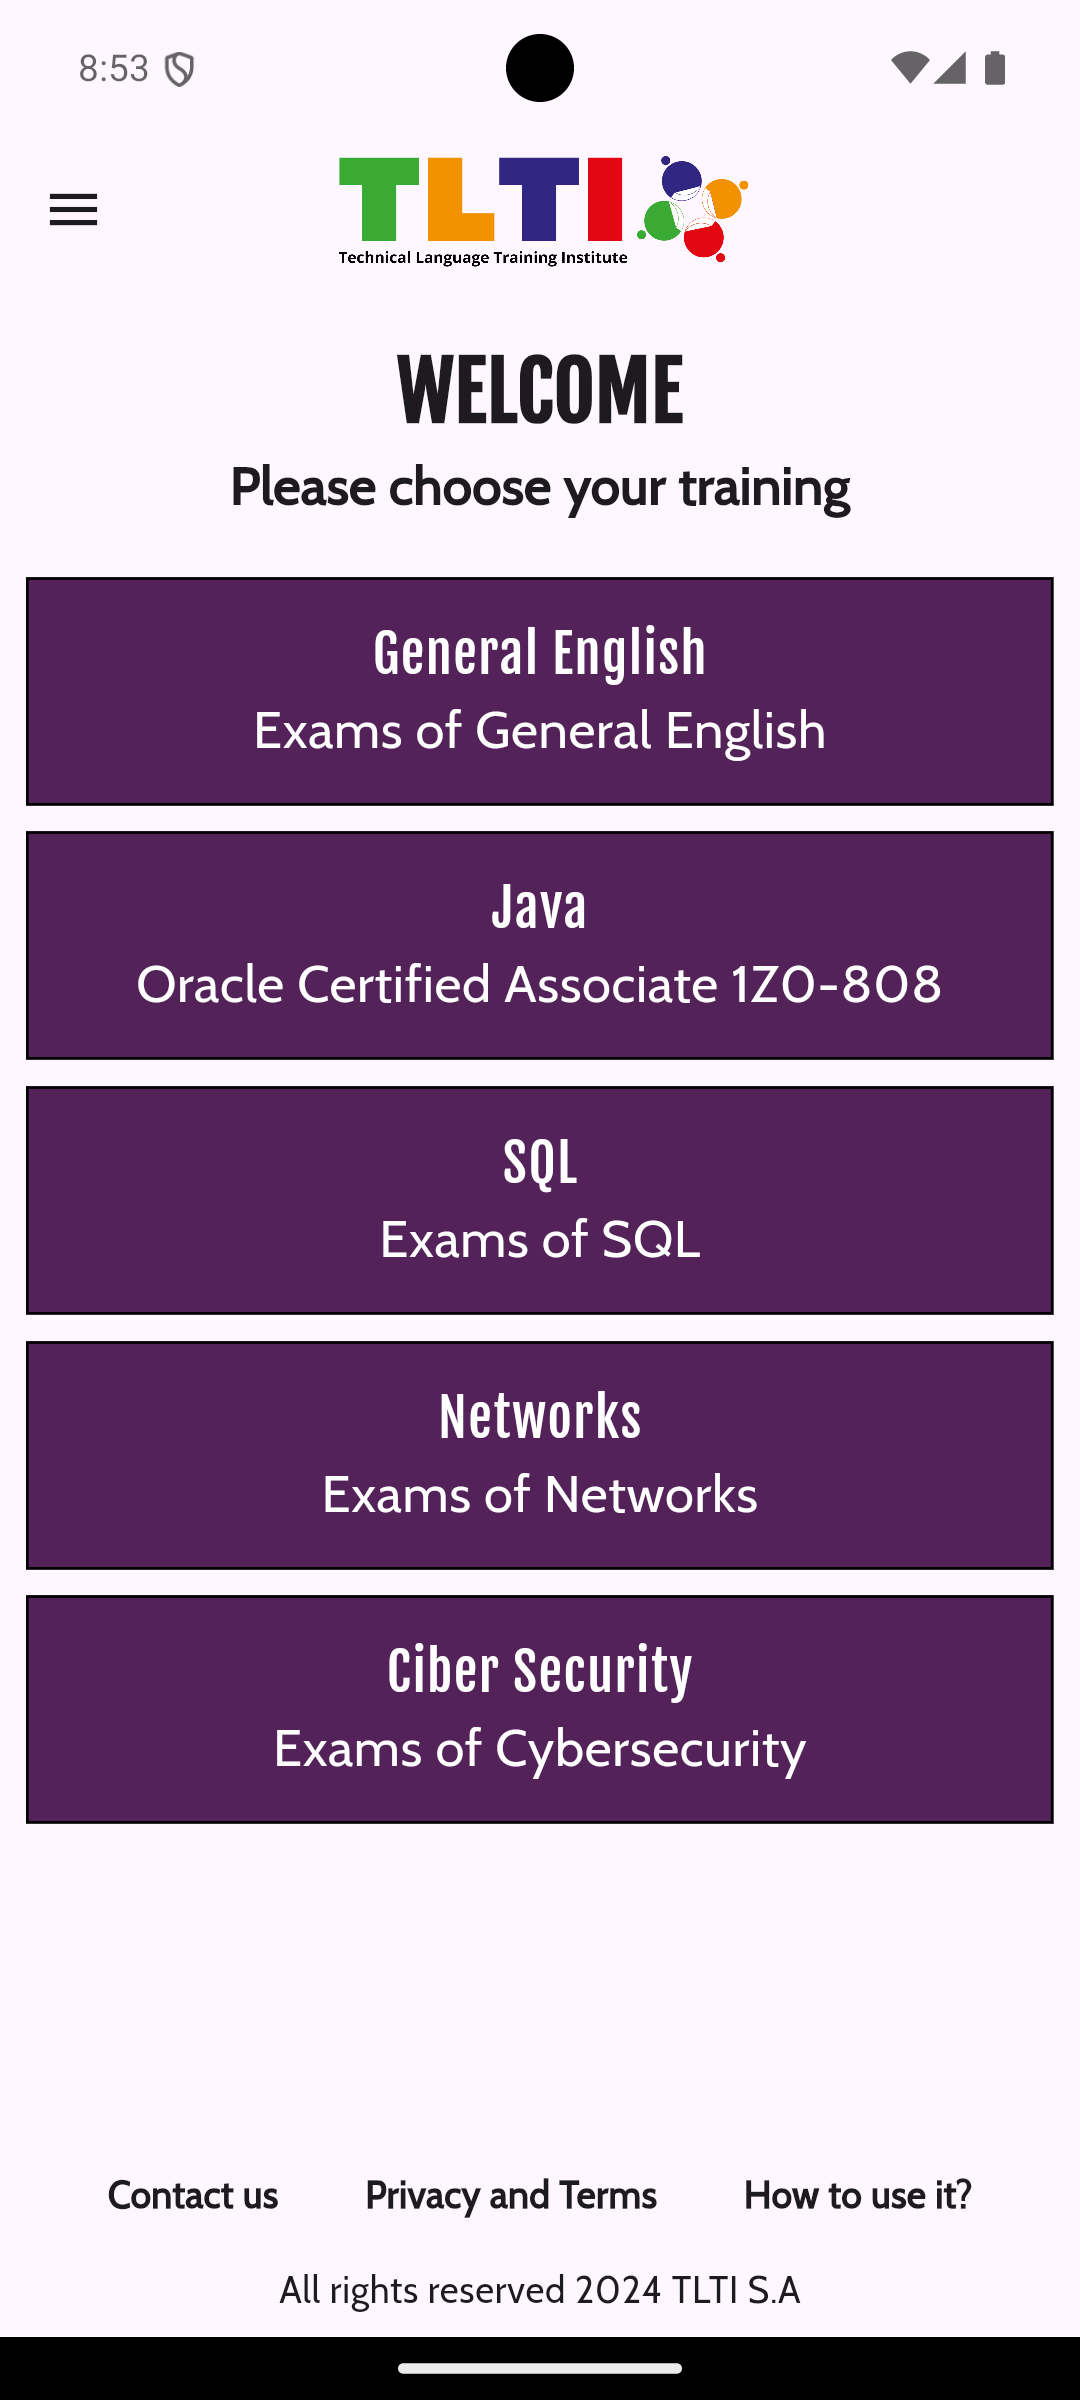 8:53
TLTI
Technical Language Training Institute
WELCOME
Please choose your training
General English
Exams of General English
Java
Oracle Certified Associate 1Z0-808
SQL
Exams of SQL
Networks
Exams of Networks
Ciber Security
Exams of Cybersecurity
Contact us Privacy and Terms How to use it?
All rights reserved 2024 TLTI S.A